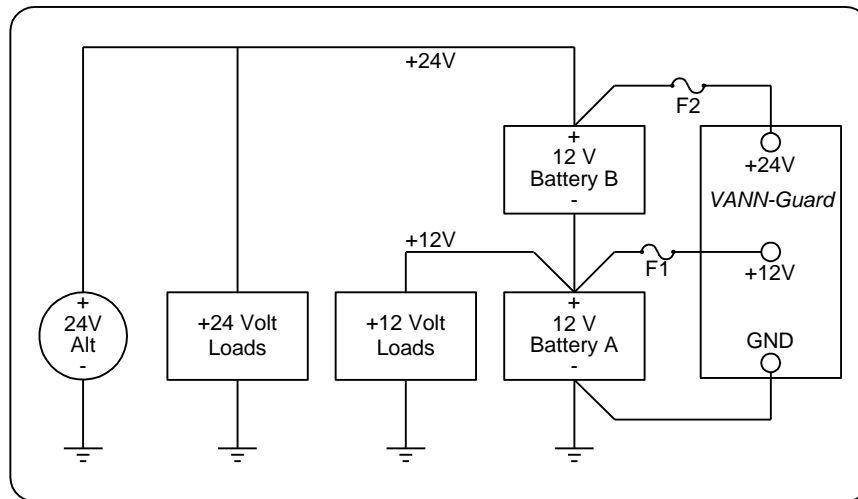 +24V
F2
+
12 V
Battery B
-
+24V
VANN-Guard
+12V
F1
+12V
+
24V
Alt
-
+24 Volt
Loads
+12 Volt
Loads
+
12 V
Battery A
-
GND